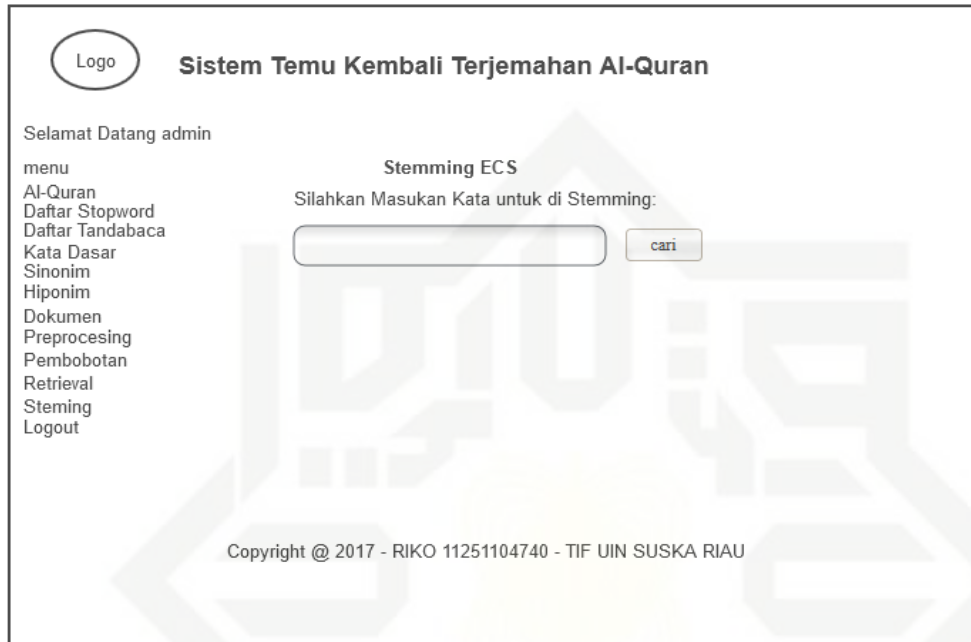 Logo
Sistem Temu Kembali Terjemahan Al-Quran
Selamat Datang admin
menu
Al-Quran
Daftar Stopword
Daftar Tandabaca
Kata Dasar
Sinonim
Hiponim
Dokumen
Preprocesing
Pembobotan
Retrieval
Steming
Logout
Stemming ECS
Silahkan Masukan Kata untuk di Stemming:
cari
Copyright @ 2017 - RIKO 11251104740 - TIF UIN SUSKA RIAU